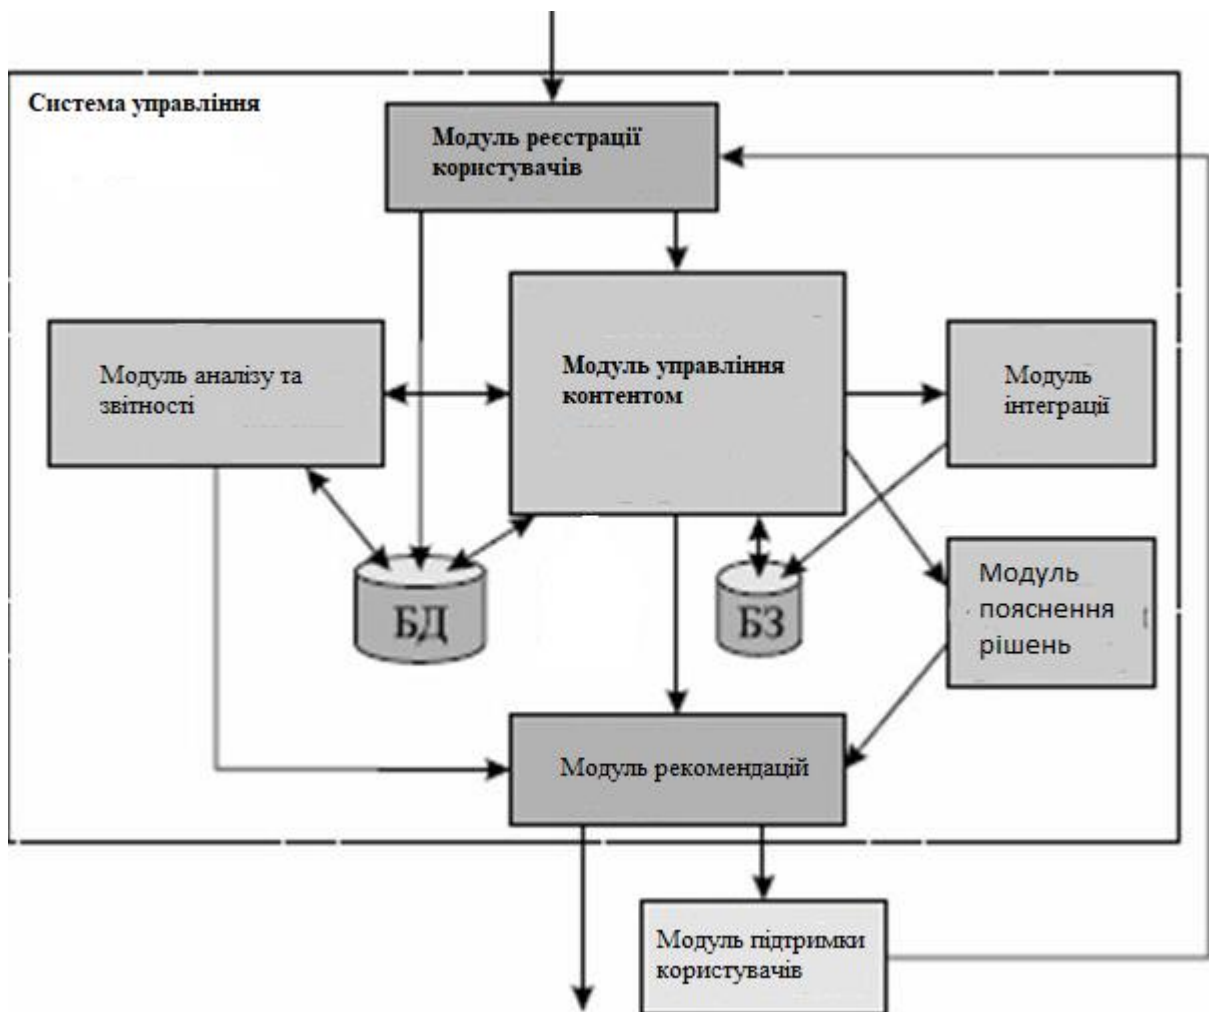 Система управління
Модуль реєстрації
користувачів
Модуль аналізу та
звітності
Модуль управління
контентом
Модуль
інтеграції
БД
БЗ
Модуль
пояснення
рішень
Модуль рекомендацій
Модуль підтримки
користувачів